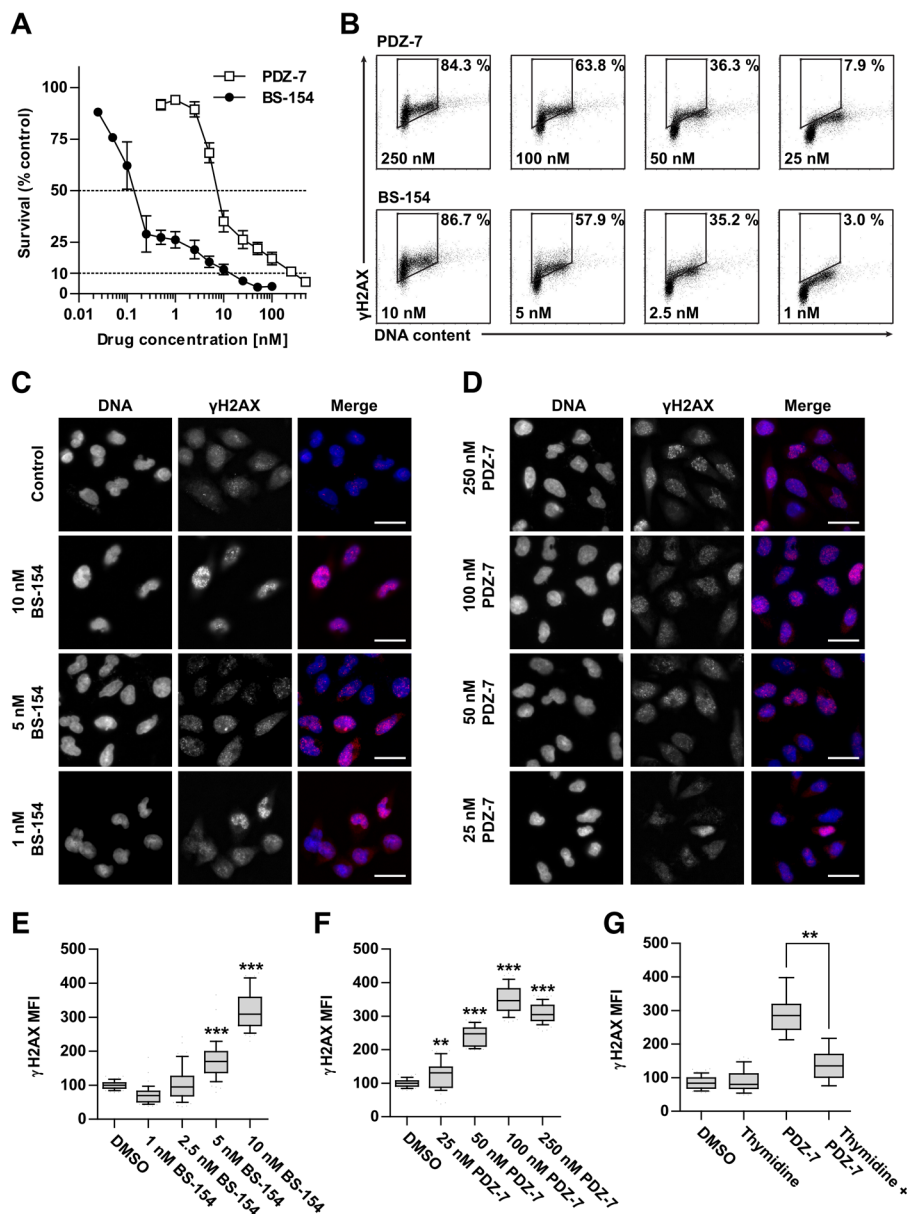 A
Survival (% control)
100
75
50
25
10
0
PDZ-7
BS-154
0.01
0.1
1
10
100
Drug concentration [nM]
B
PDZ-7
84.3 %
250 nM
63.8 %
100 nM
36.3 %
50 nM
7.9 %
25 nM
BS-154
86.7 %
10 nM
57.9 %
5 nM
35.2 %
2.5 nM
3.0 %
1 nM
γH2AX
DNA content
C
DNA
γH2AX
Merge
Control
10 nM
BS-154
5 nM
BS-154
1 nM
BS-154
D
DNA
γH2AX
Merge
250 nM
PDZ-7
100 nM
PDZ-7
50 nM
PDZ-7
25 nM
PDZ-7
E
γH2AX MFI
500
400
300
200
100
0
***
***
DMSO
1 nM BS-154
2.5 nM BS-154
5 nM BS-154
10 nM BS-154
F
γH2AX MFI
500
400
300
200
100
0
**
***
***
***
DMSO
25 nM PDZ-7
50 nM PDZ-7
100 nM PDZ-7
250 nM PDZ-7
G
γH2AX MFI
500
400
300
200
100
0
**
DMSO
Thymidine
PDZ-7
Thymidine +
PDZ-7